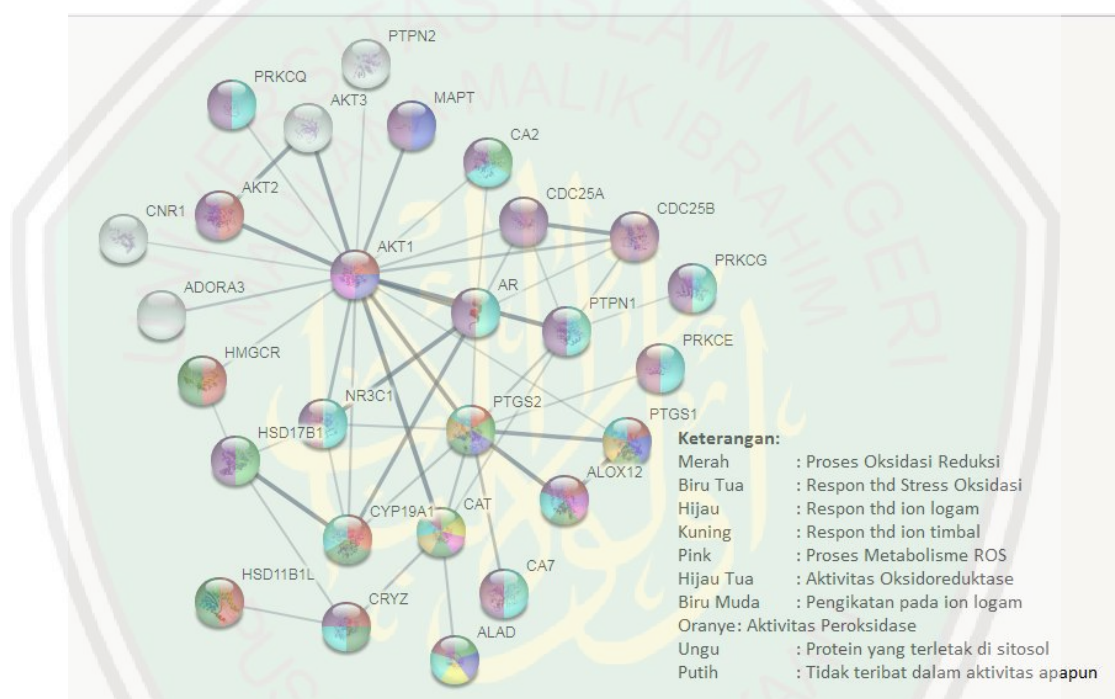 PTPN2
PRKCQ
AKT3
MAPT
CA2
AKT2
CDC25A
CNR1
CDC25B
AKT1
PRKCG
ADORA3
AR
PTPN1
PRKCE
HMGCR
NR3C1
PTGS2
PTGS1
HSD17B1
ALOX12
CYP19A1
CAT
HSD11B1L
CA7
CRYZ
ALAD
Keterangan:
Merah : Proses Oksidasi Reduksi
Biru Tua : Respon thd Stress Oksidasi
Hijau : Respon thd ion logam
Kuning : Respon thd ion timbal
Pink : Proses Metabolisme ROS
Hijau Tua : Aktivitas Oksidoreduktase
Biru Muda : Pengikatan pada ion logam
Oranye: Aktivitas Peroksidase
Ungu : Protein yang terletak di sitosol
Putih : Tidak teribat dalam aktivitas apapun
MALIK IBRAHIM